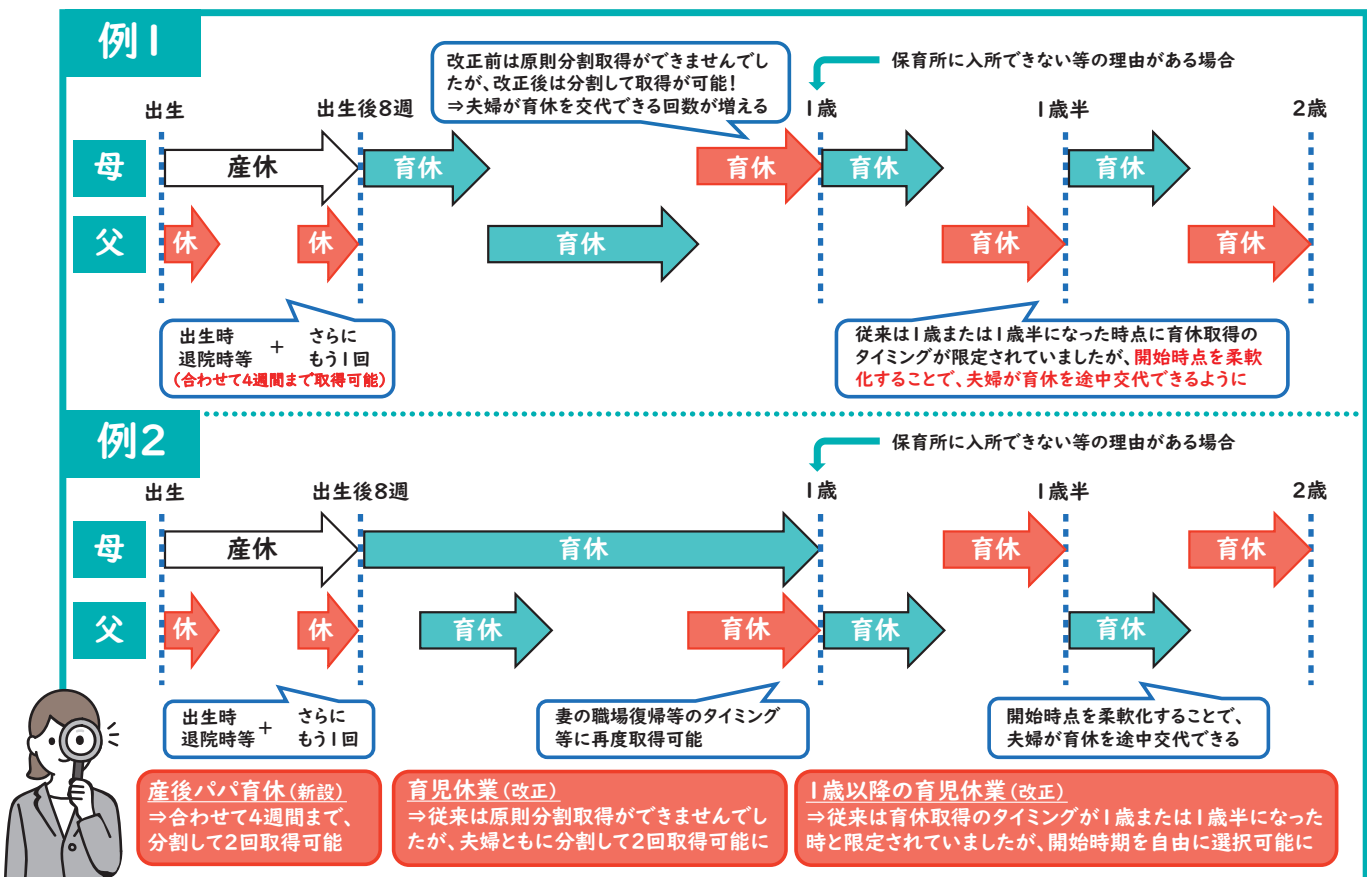 例1
改正前は原則分割取得ができませんでし
たが、改正後は分割して取得が可能!
⇒夫婦が育休を交代できる回数が増える
保育所に入所できない等の理由がある場合
出生
出生後8週
1歳
1歳半
2歳
母
産休
育休
育休
育休
育休
父
休
休
育休
育休
育休
出生時
退院時等
+
さらに
もう1回
(合わせて4週間まで取得可能)
従来は1歳または1歳半になった時点に育休取得の
タイミングが限定されていましたが、開始時点を柔軟
化することで、夫婦が育休を途中交代できるように
例2
保育所に入所できない等の理由がある場合
出生
出生後8週
1歳
1歳半
2歳
母
産休
育休
育休
育休
父
休
休
育休
育休
育休
育休
出生時
退院時等
+
さらに
もう1回
妻の職場復帰等のタイミング
等に再度取得可能
開始時点を柔軟化することで、
夫婦が育休を途中交代できる
産後パパ育休(新設)
⇒合わせて4週間まで、
分割して2回取得可能
育児休業(改正)
⇒従来は原則分割取得ができませんでし
たが、夫婦ともに分割して2回取得可能に
1歳以降の育児休業(改正)
⇒従来は育休取得のタイミングが1歳または1歳半になった
時と限定されていましたが、開始時期を自由に選択可能に